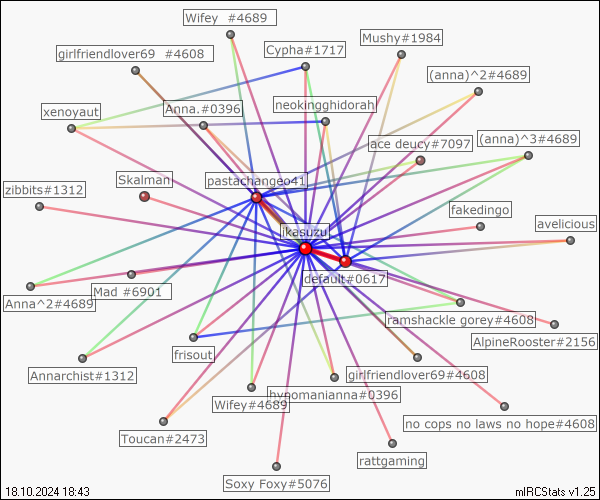 Wifey  #4689
Mushy#1984
Cypha#1717
girlfriendlover69  #4608
(anna)^2#4689
Anna.#0396
neokingghidorah
xenoyaut
ace deucy#7097
(anna)^3#4689
pastachangeo41
Skalman
zibbits#1312
fakedingo
avelicious
ikasuzu
default#0617
Mad #6901
Anna^2#4689
ramshackle gorey#4608
AlpineRooster#2156
frisout
Annarchist#1312
girlfriendlover69#4608
hypomanianna#0396
Wifey#4689
no cops no laws no hope#4608
Toucan#2473
rattgaming
Soxy Foxy#5076
18.10.2024 18:43
mIRCStats v1.25